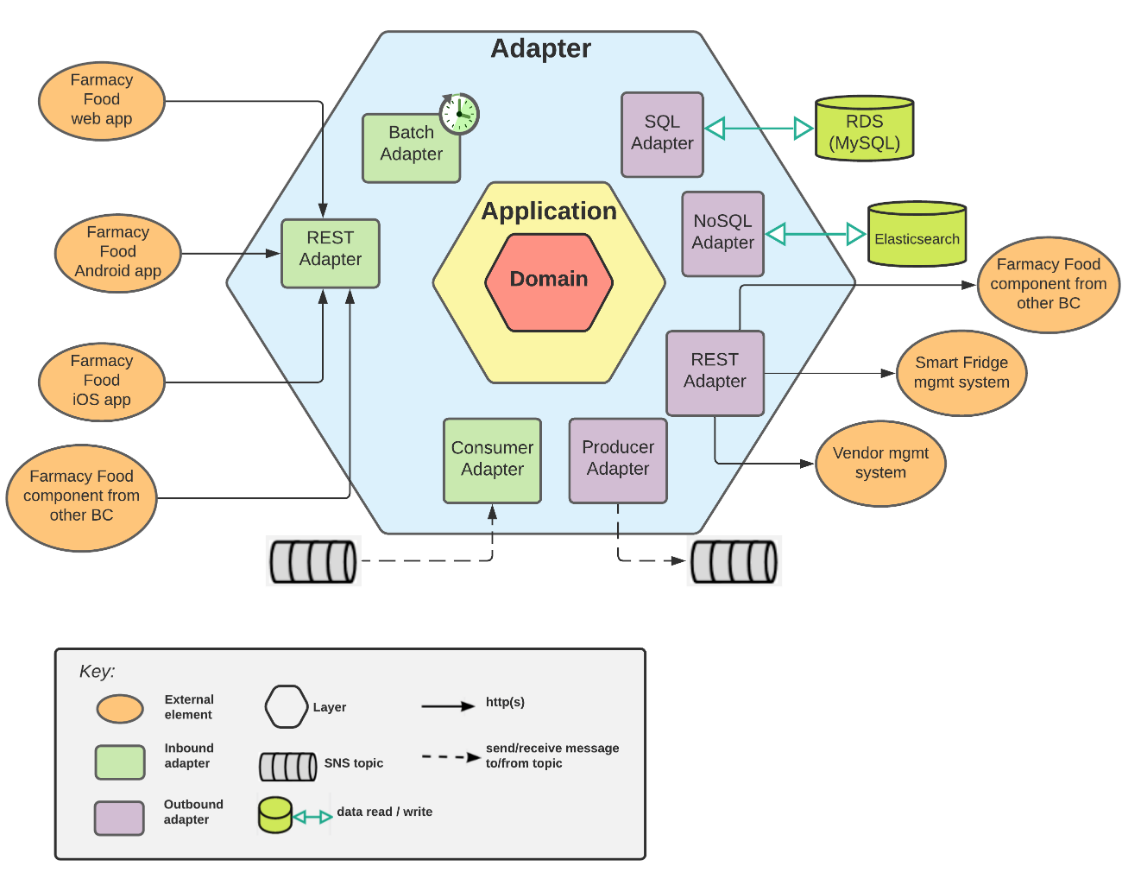 Adapter
Farmacy
Food
web app
Batch
Adapter
SQL
Adapter
RDS
(MySQL)
Farmacy
Food
Android app
REST
Adapter
Application
Domain
NoSQL
Adapter
Elasticsearch
Farmacy Food
component from
other BC
Farmacy
Food
iOS app
REST
Adapter
Smart Fridge
mgmt system
Farmacy Food
component from
other BC
Consumer
Adapter
Producer
Adapter
Vendor mgmt
system
Key:
External
element
Layer
http(s)
Inbound
adapter
SNS topic
send/receive message
to/from topic
Outbound
adapter
data read / write